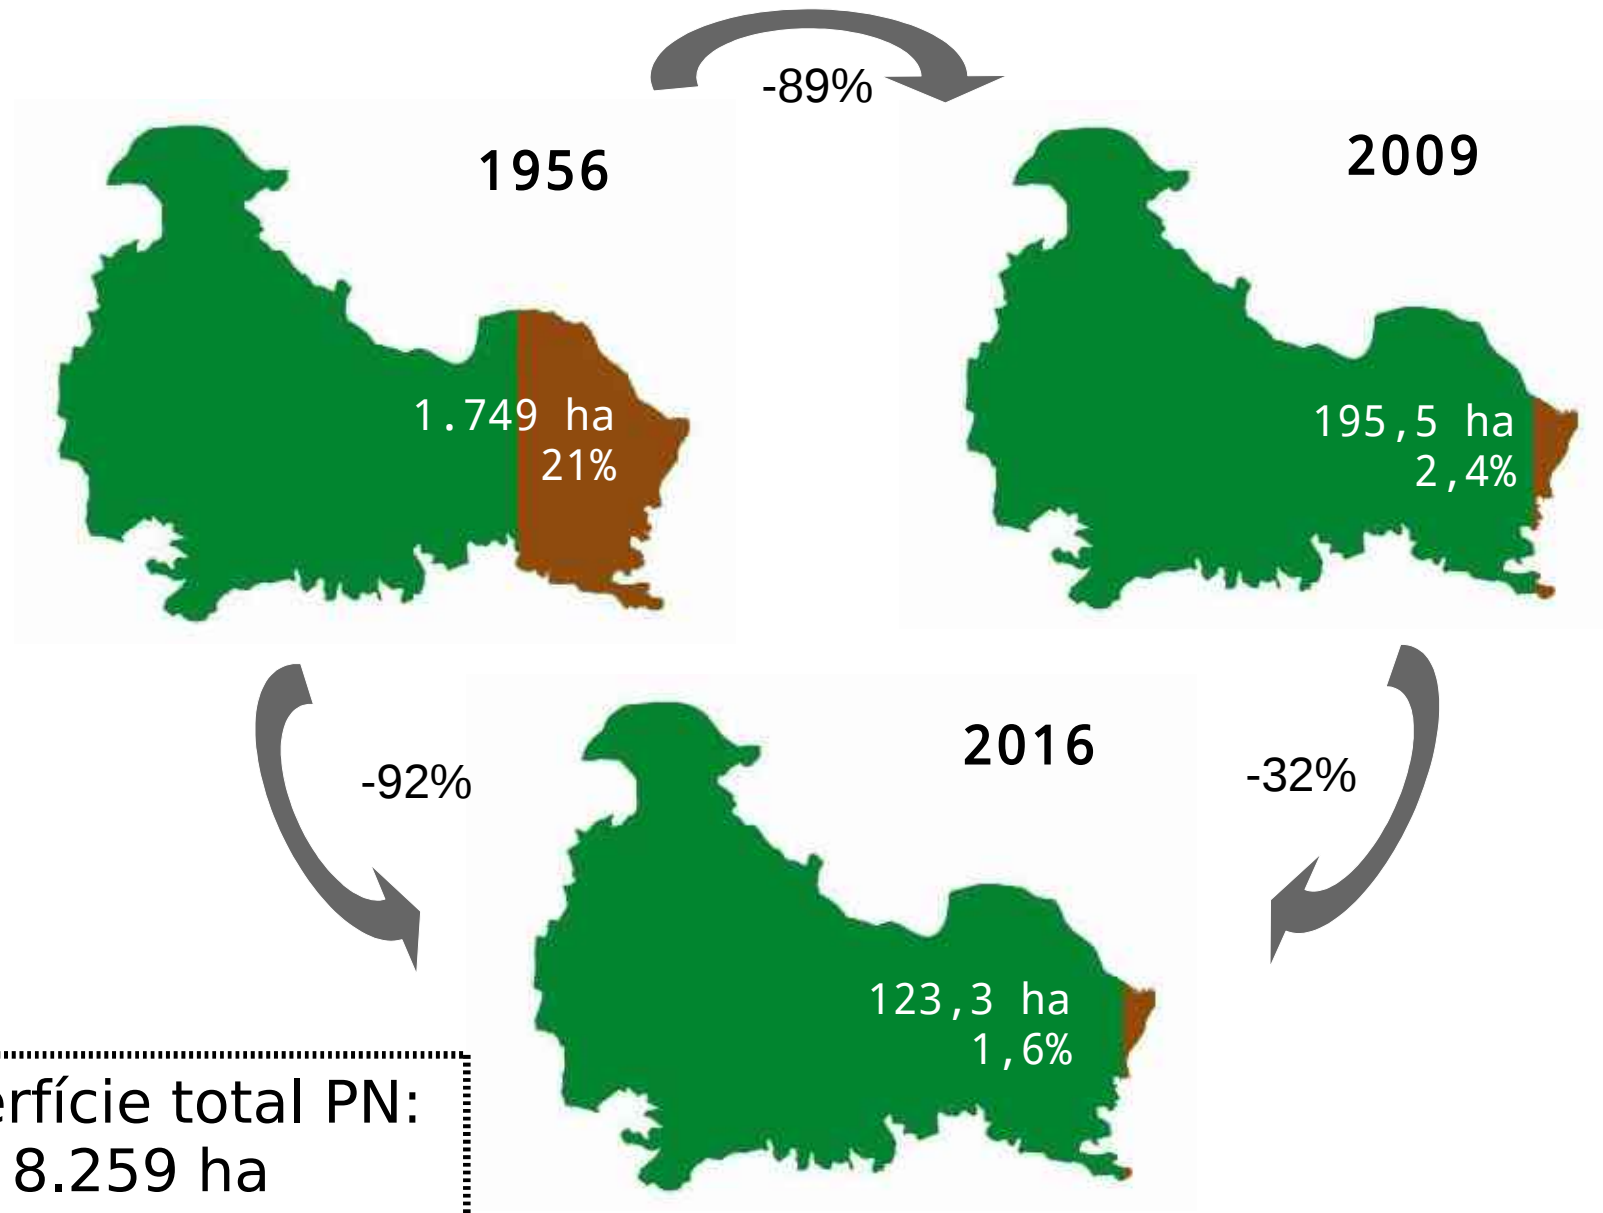 -89%
1956
2009
1.749 ha
21%
195,5 ha
2,4%
2016
-92%
-32%
123,3 ha
1,6%
erfície total PN:
8.259 ha